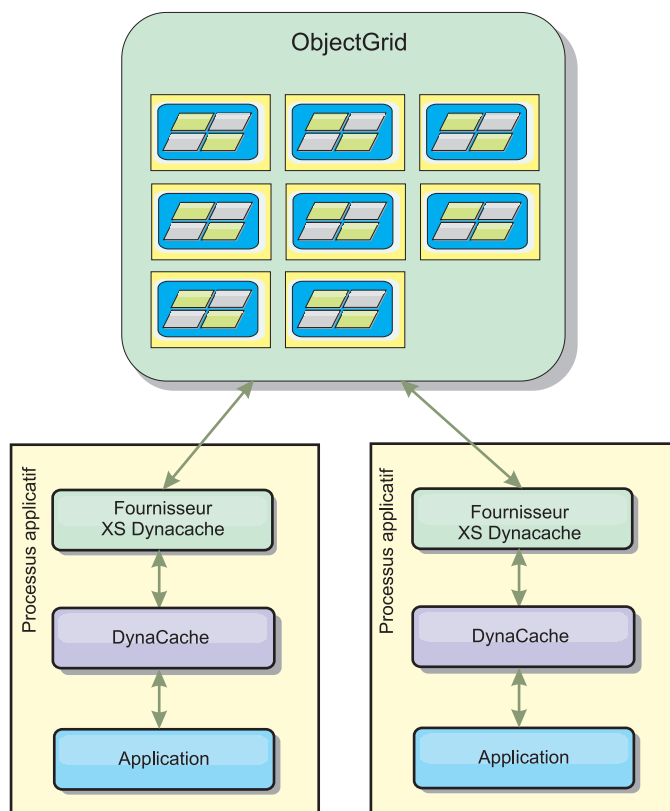 ObjectGrid
Processus applicatif
Fournisseur
XS Dynacache
DynaCache
Application
Processus applicatif
Fournisseur
XS Dynacache
DynaCache
Application